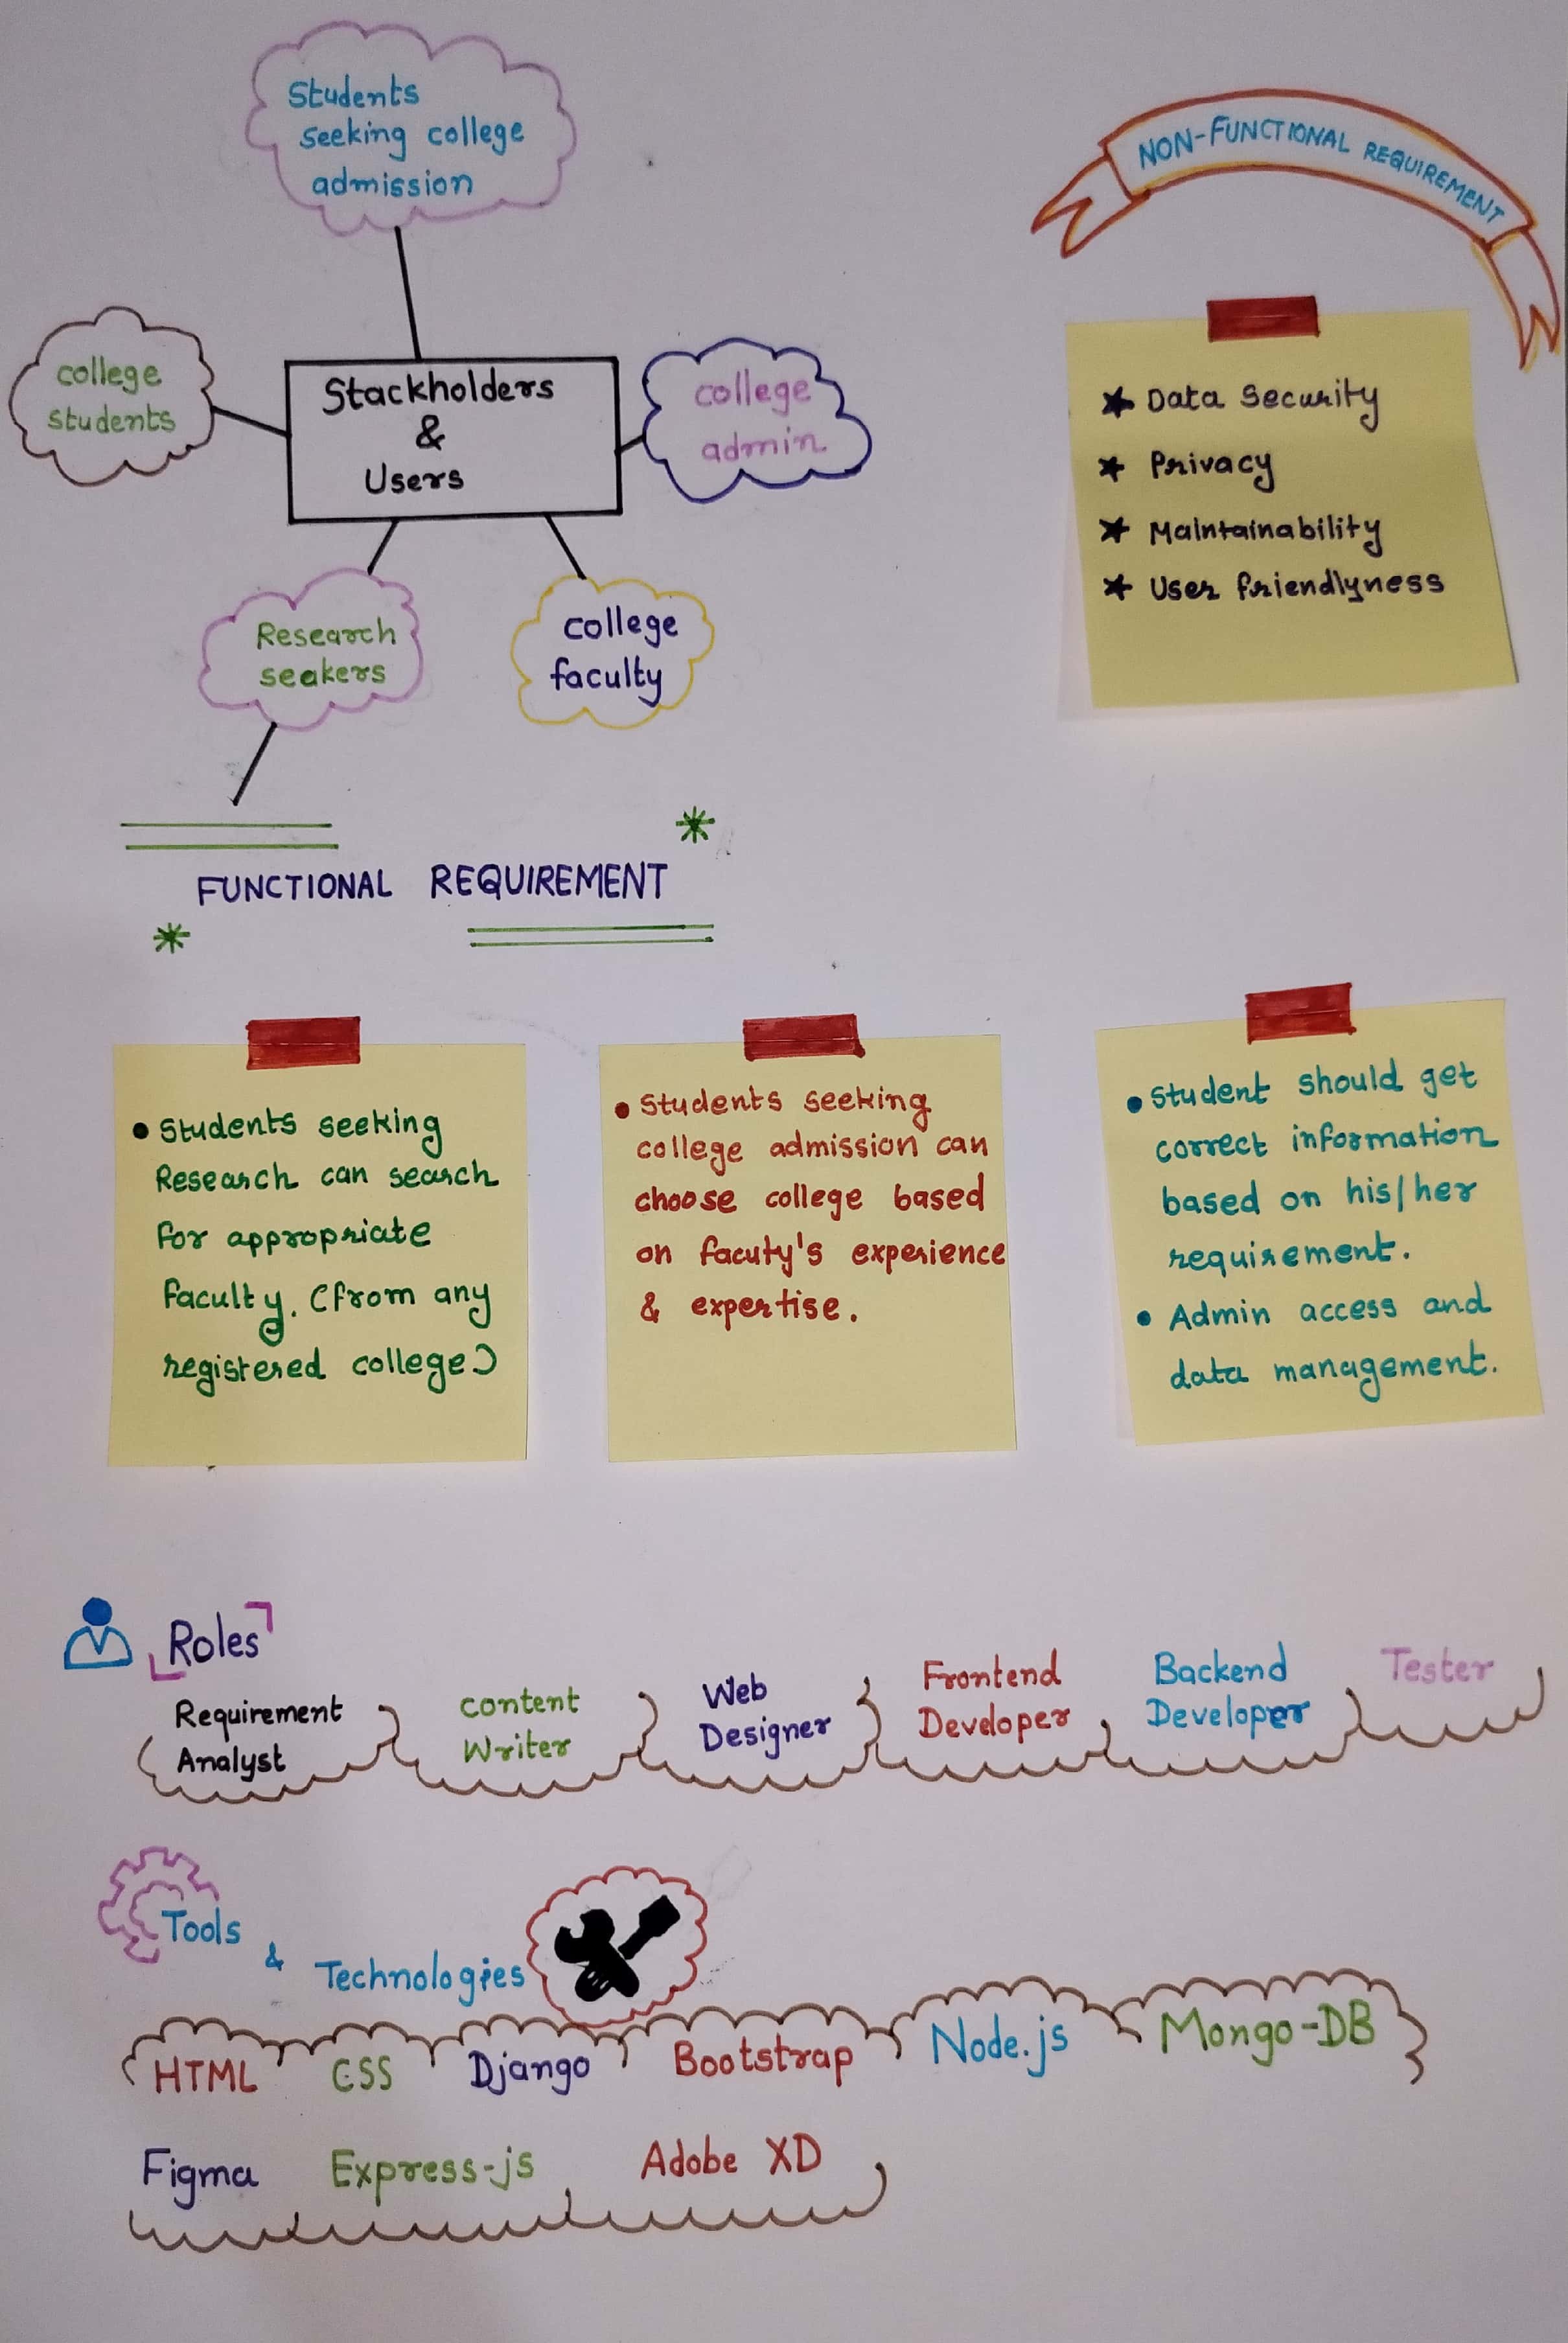 Students
seeking college
admission
NON-FUNCTIONAL REQUIREMENT
college
students
Stackholders
&
Users
college
admin
★ Data Security
★ Privacy
★ Maintainability
★ User friendlyness
Research
seakers
college
faculty
FUNCTIONAL REQUIREMENT
• Students seeking
Research can search
for appropriate
faculty. (from any
registered college)
• Students seeking
college admission can
choose college based
on facuty's experience
& expertise.
• Student should get
correct information
based on his/her
requirement.
• Admin access and
data management.
Roles
Requirement
Analyst
content
Writer
Web
Designer
Frontend
Developer
Backend
Developer
Tester
Tools
&
Technologies
HTML
CSS
Django
Bootstrap
Node.js
Mongo-DB
Figma
Express-js
Adobe XD